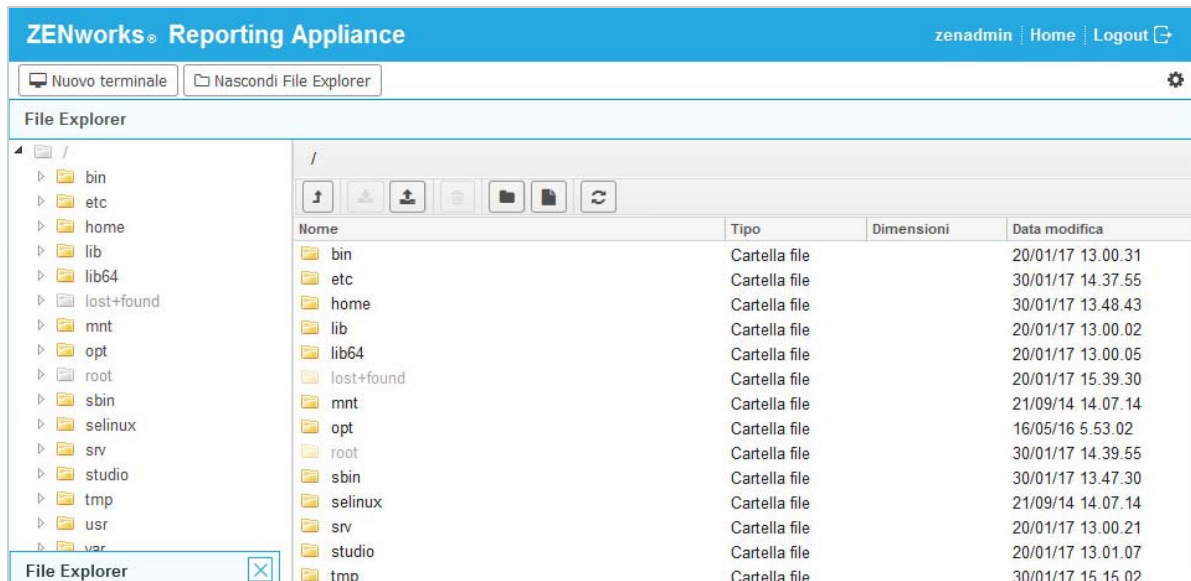 ZENworks® Reporting Appliance
zenadmin Home Logout
Nuovo terminale Nascondi File Explorer
File Explorer
/
bin
etc
home
lib
lib64
lost+found
mnt
opt
root
sbin
selinux
srv
studio
tmp
usr
var
File Explorer
/
Nome Tipo Dimensioni Data modifica
bin Cartella file 20/01/17 13.00.31
etc Cartella file 30/01/17 14.37.55
home Cartella file 30/01/17 13.48.43
lib Cartella file 20/01/17 13.00.02
lib64 Cartella file 20/01/17 13.00.05
lost+found Cartella file 20/01/17 15.39.30
mnt Cartella file 21/09/14 14.07.14
opt Cartella file 16/05/16 5.53.02
root Cartella file 30/01/17 14.39.55
sbin Cartella file 30/01/17 13.47.30
selinux Cartella file 21/09/14 14.07.14
srv Cartella file 20/01/17 13.00.21
studio Cartella file 20/01/17 13.01.07
tmp Cartella file 30/01/17 15.15.02